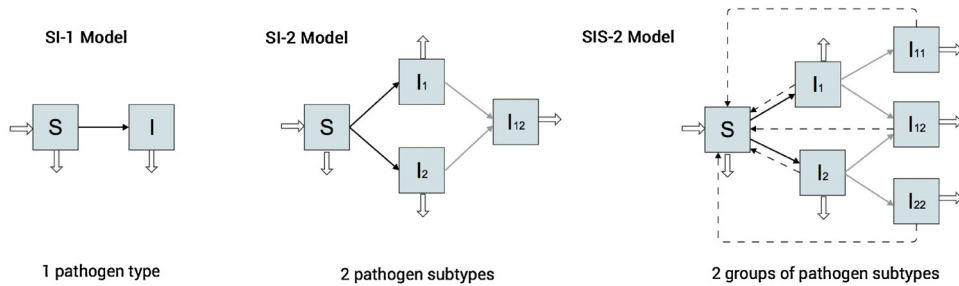 SI-1 Model
S
I
1 pathogen type
SI-2 Model
S
I1
I2
I12
2 pathogen subtypes
SIS-2 Model
S
I1
I2
I11
I12
I22
2 groups of pathogen subtypes